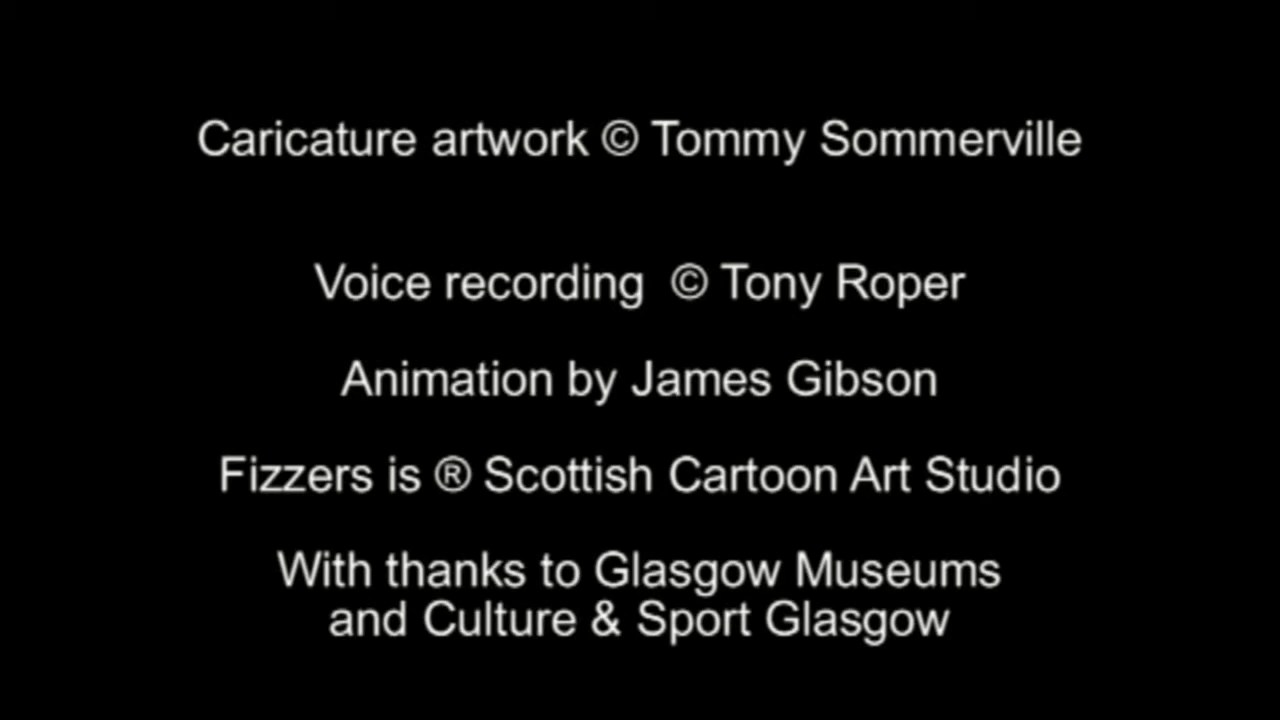 Caricature artwork © Tommy Sommerville
Voice recording © Tony Roper
Animation by James Gibson
Fizzers is ® Scottish Cartoon Art Studio
With thanks to Glasgow Museums
and Culture & Sport Glasgow